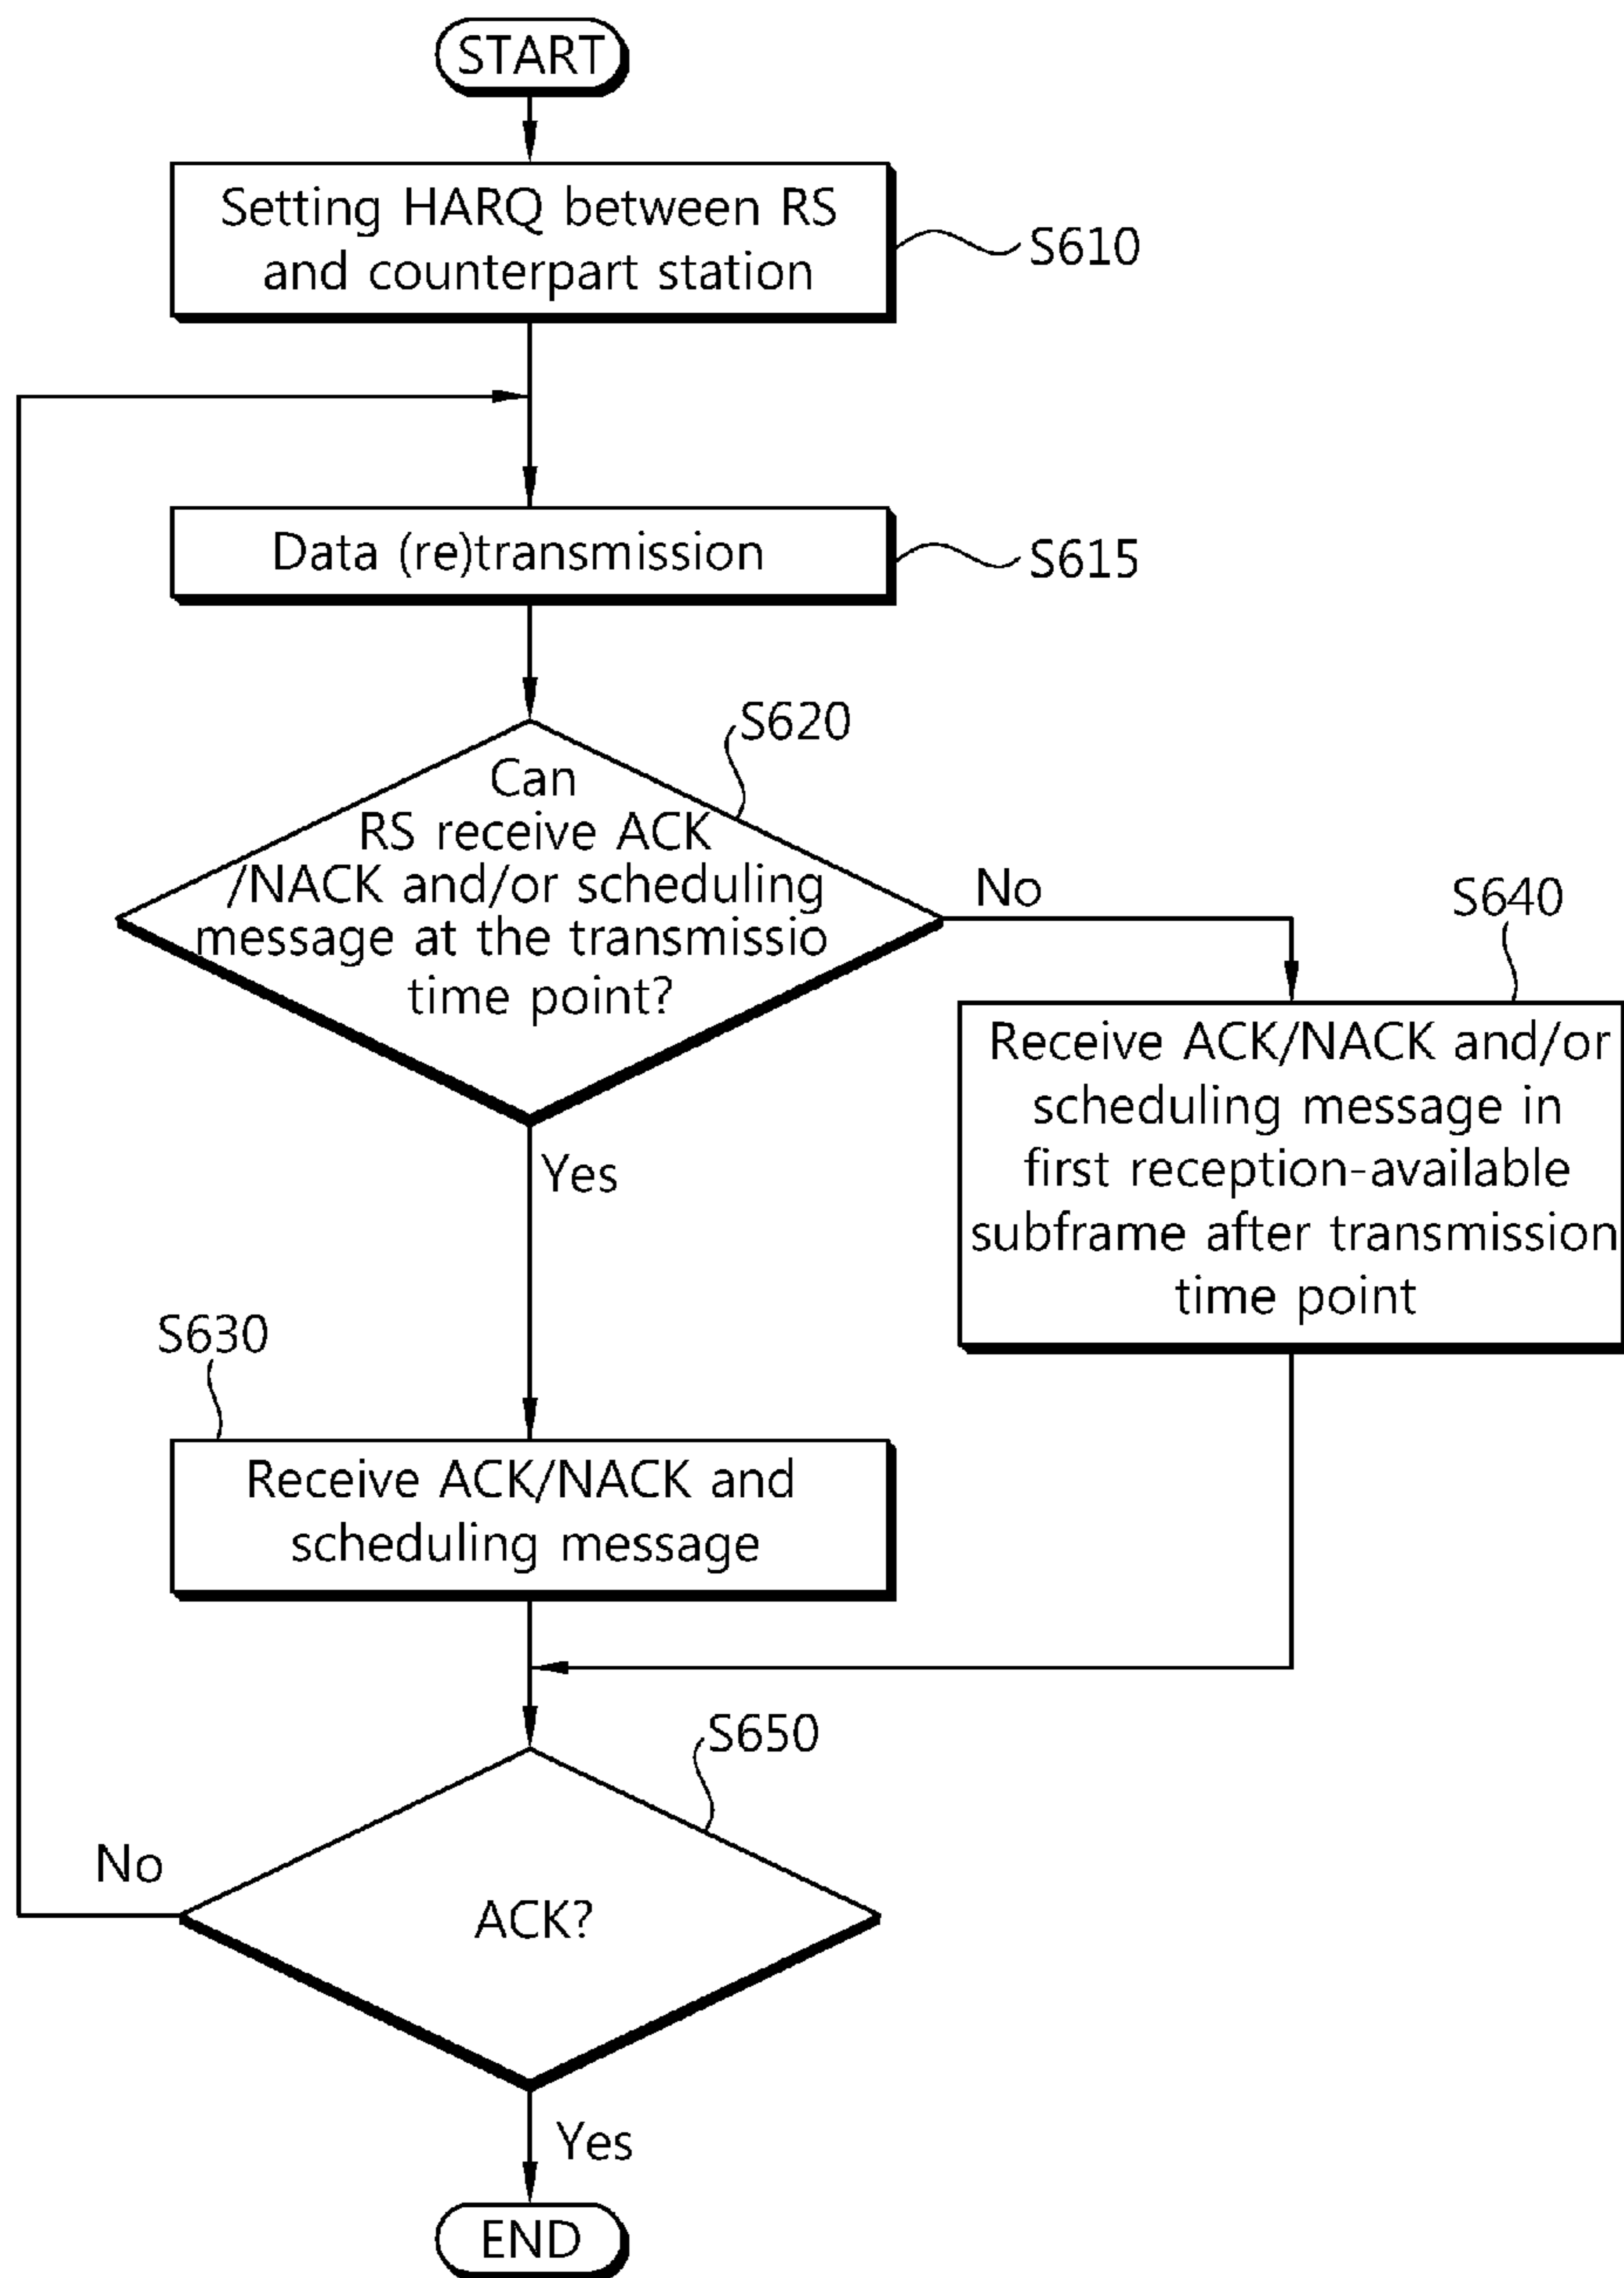 START
Setting HARQ between RS
and counterpart station
S610
Data (re)transmission
S615
S620
Can
RS receive ACK
/NACK and/or scheduling
message at the transmissio
time point?
No
S640
Receive ACK/NACK and/or
scheduling message in
first reception-available
subframe after transmission
time point
Yes
S630
Receive ACK/NACK and
scheduling message
S650
No
ACK?
Yes
END